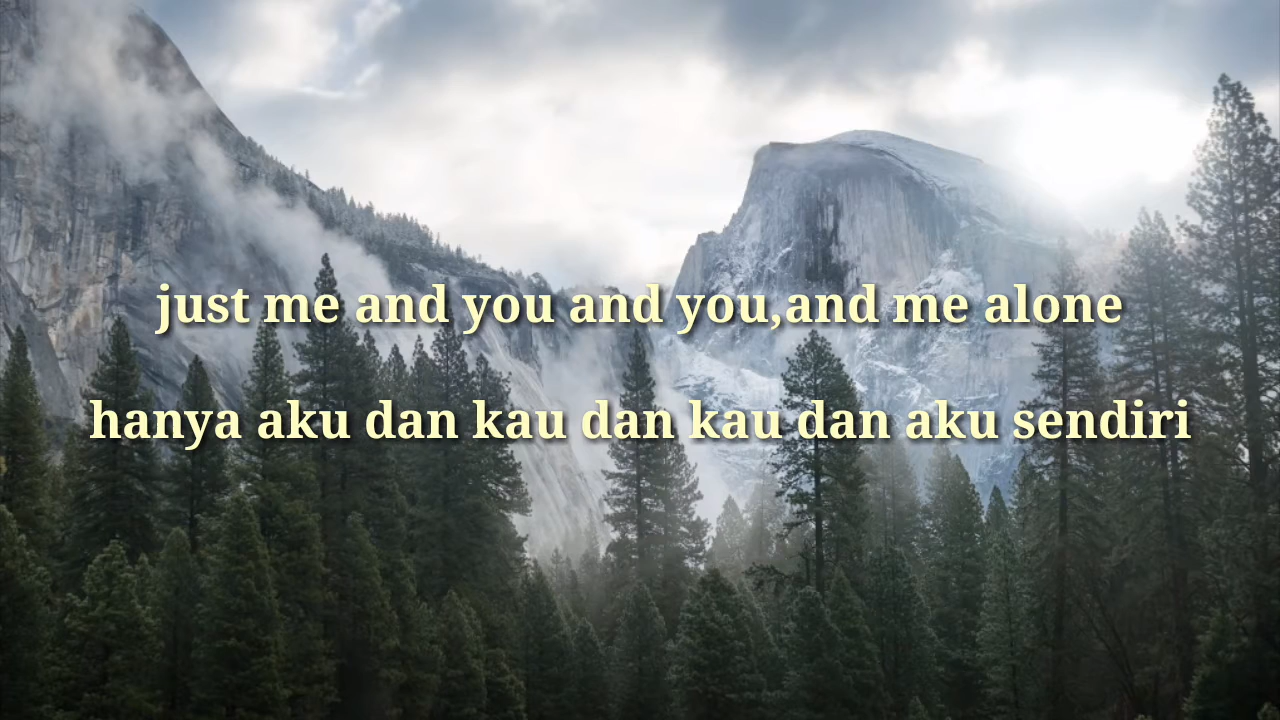 just me and you and you,and me alone
hanya aku dan kau dan kau dan aku sendiri